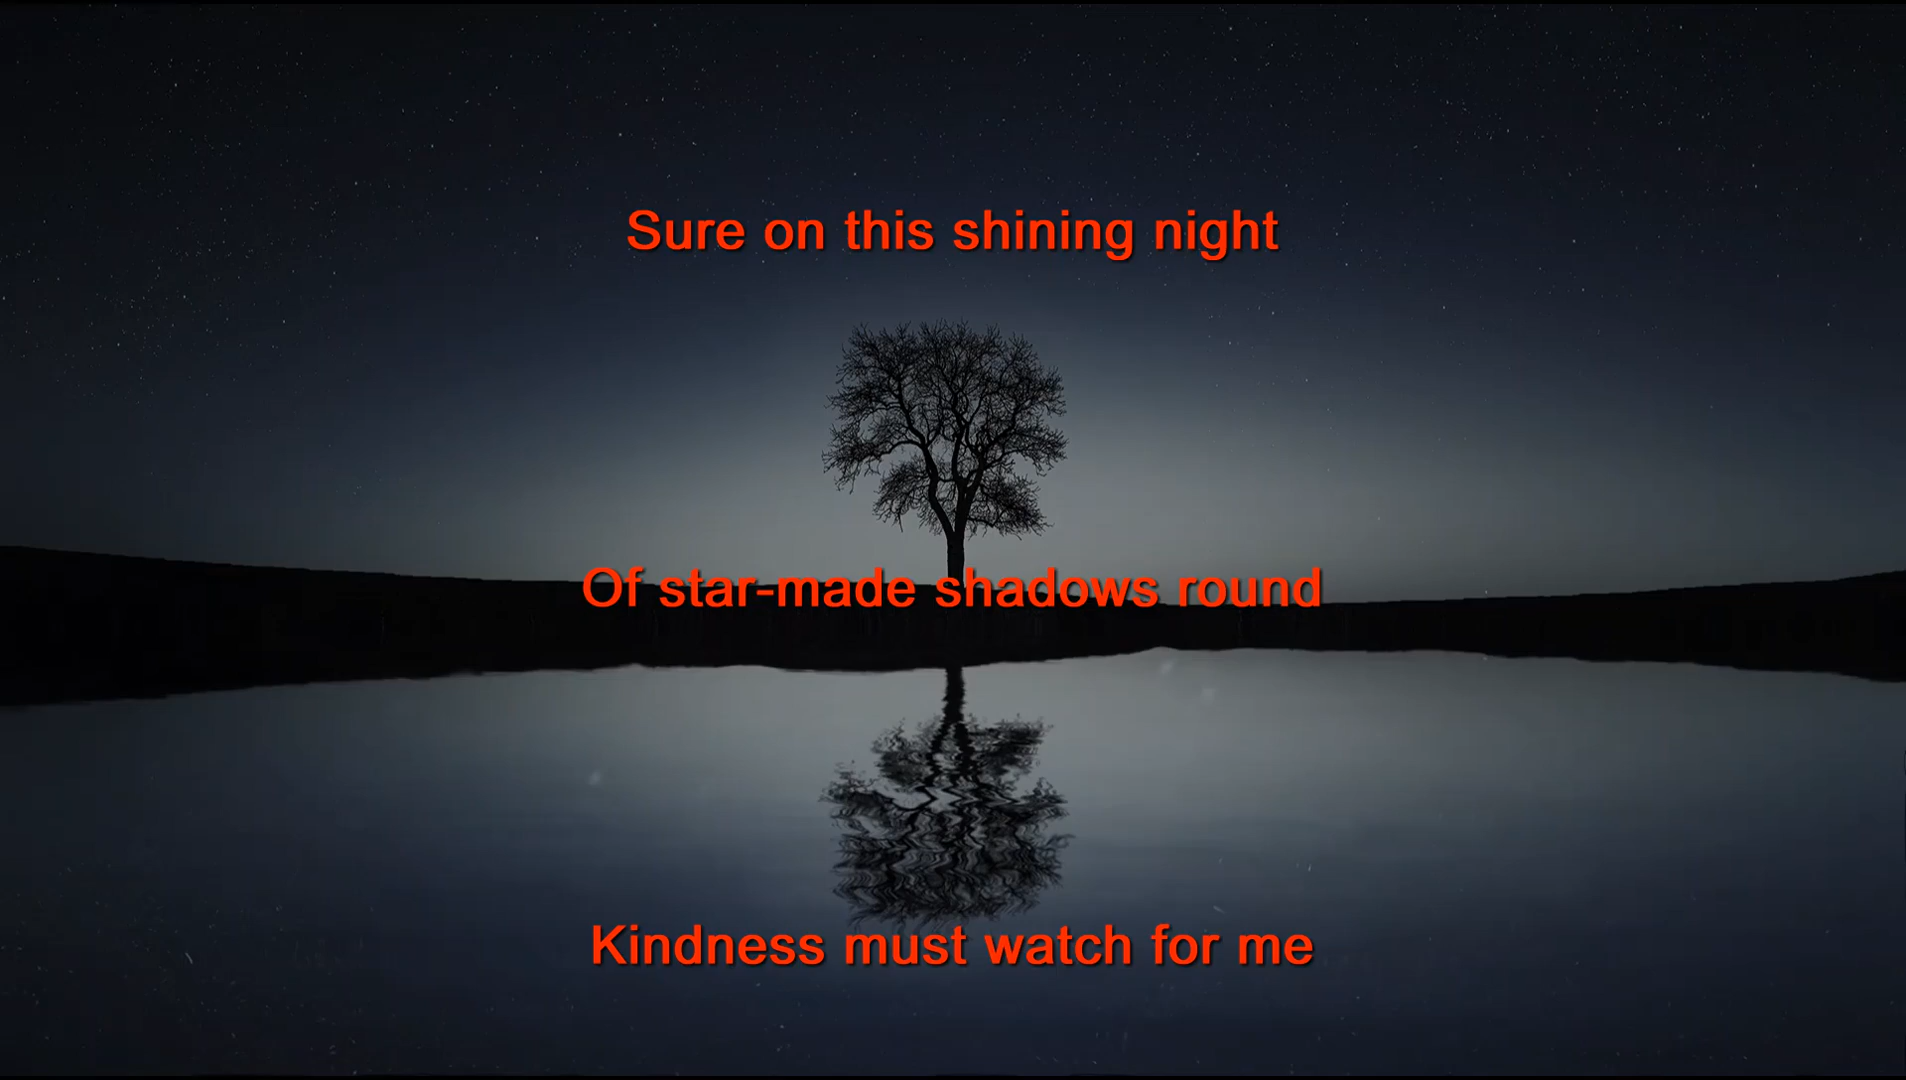 Sure on this shining night
Of star-made shadows round
Kindness must watch for me